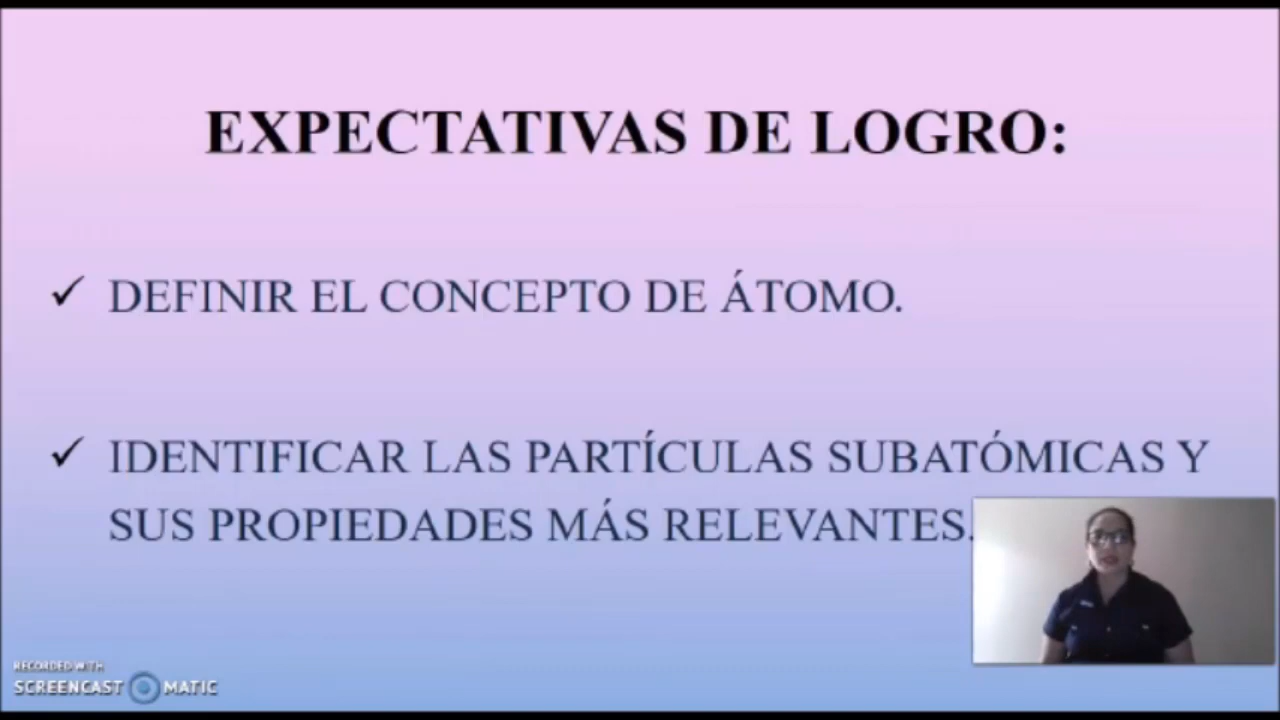 EXPECTATIVAS DE LOGRO:
✓ DEFINIR EL CONCEPTO DE ÁTOMO.
✓ IDENTIFICAR LAS PARTÍCULAS SUBATÓMICAS Y
SUS PROPIEDADES MÁS RELEVANTES.
RECORDED WITH
SCREENCAST MATIC